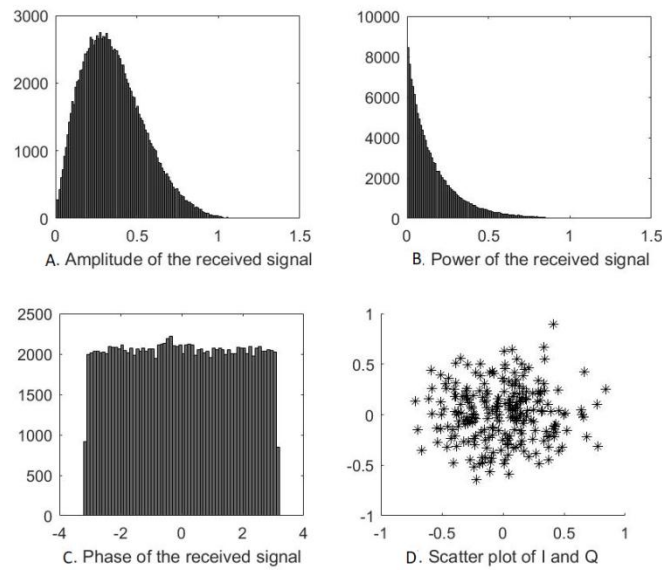 3000
2000
1000
0
0 0.5 1 1.5
A. Amplitude of the received signal
10000
8000
6000
4000
2000
0
0 0.5 1 1.5
B. Power of the received signal
2500
2000
1500
1000
500
0
-4 -2 0 2 4
C. Phase of the received signal
1
0.5
0
-0.5
-1
-1 -0.5 0 0.5 1
D. Scatter plot of I and Q